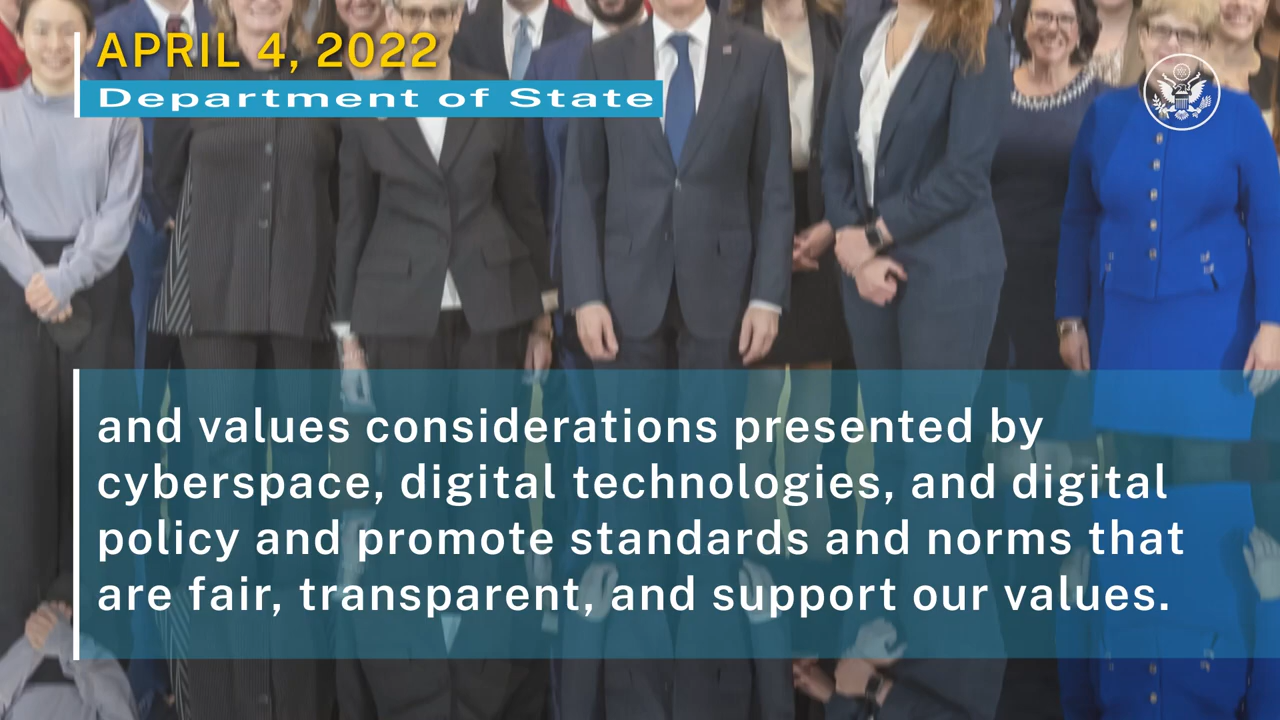 APRIL 4, 2022
Department of State
and values considerations presented by
cyberspace, digital technologies, and digital
policy and promote standards and norms that
are fair, transparent, and support our values.